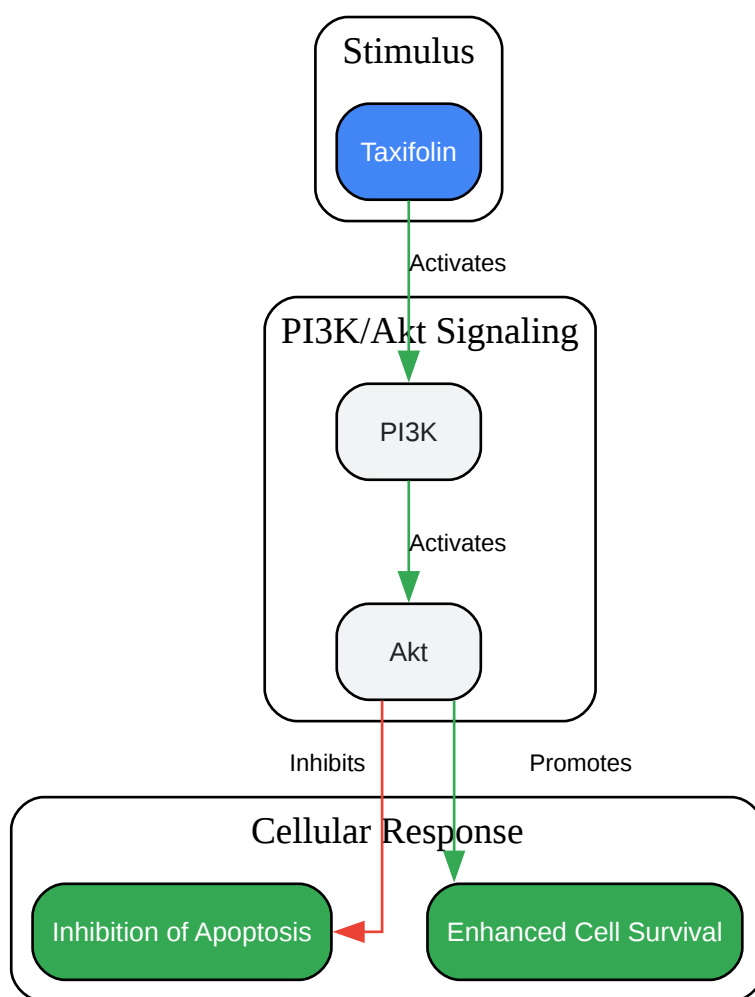 Stimulus
Taxifolin
Activates
PI3K/Akt Signaling
PI3K
Activates
Akt
Inhibits
Promotes
Cellular Response
Inhibition of Apoptosis
Enhanced Cell Survival